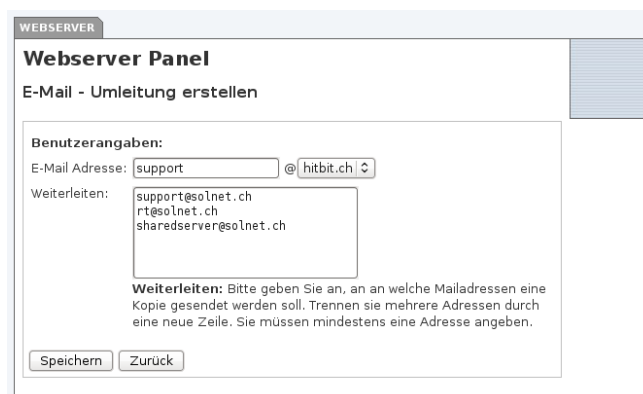 WEBSERVER
Webserver Panel
E-Mail - Umleitung erstellen
Benutzerangaben:
E-Mail Adresse: support @ hitbit.ch
Weiterleiten: support@solnet.ch
rt@solnet.ch
sharedserver@solnet.ch
Weiterleiten: Bitte geben Sie an, an an welche Mailadressen eine
Kopie gesendet werden soll. Trennen sie mehrere Adressen durch
eine neue Zeile. Sie müssen mindestens eine Adresse angeben.
Speichern Zurück